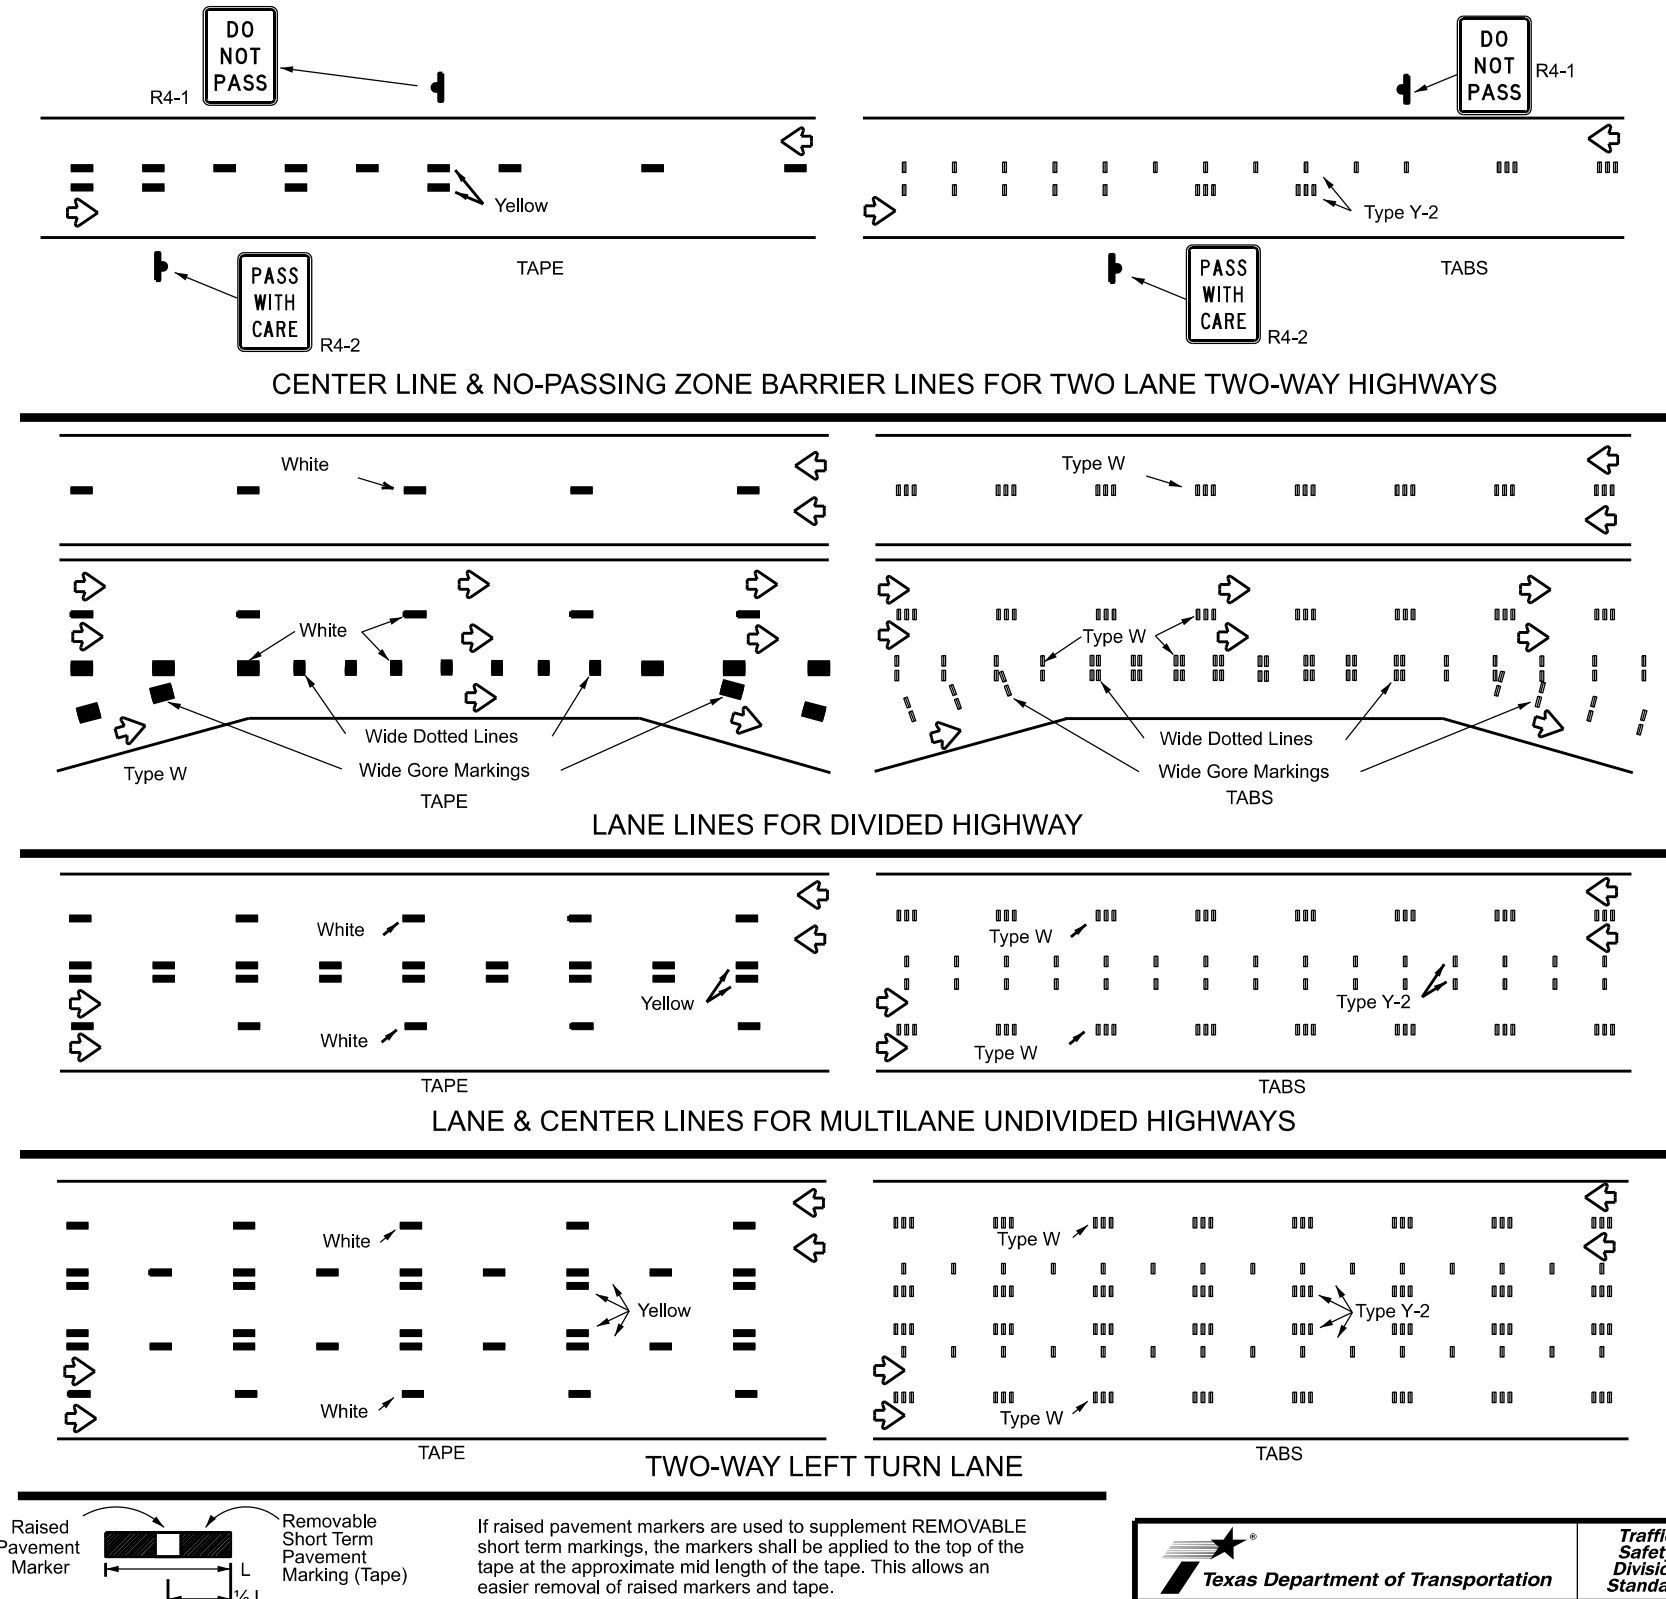 DO
NOT
PASS
R4-1
DO
NOT
PASS
R4-1
Yellow
Type Y-2
PASS
WITH
CARE
R4-2
TAPE
PASS
WITH
CARE
R4-2
TABS
CENTER LINE & NO-PASSING ZONE BARRIER LINES FOR TWO LANE TWO-WAY HIGHWAYS
White
Type W
White
Type W
Wide Dotted Lines
Wide Gore Markings
Type W
TAPE
Wide Dotted Lines
Wide Gore Markings
TABS
LANE LINES FOR DIVIDED HIGHWAY
White
Type W
Yellow
Type Y-2
White
Type W
TAPE
TABS
LANE & CENTER LINES FOR MULTILANE UNDIVIDED HIGHWAYS
White
Type W
Yellow
Type Y-2
White
Type W
TAPE
TABS
TWO-WAY LEFT TURN LANE
Raised
Pavement
Marker
L
½ L
Removable
Short Term
Pavement
Marking (Tape)
If raised pavement markers are used to supplement REMOVABLE
short term markings, the markers shall be applied to the top of the
tape at the approximate mid length of the tape. This allows an
easier removal of raised markers and tape.
®
Texas Department of Transportation
Traffic
Safety
Divisio
Standa